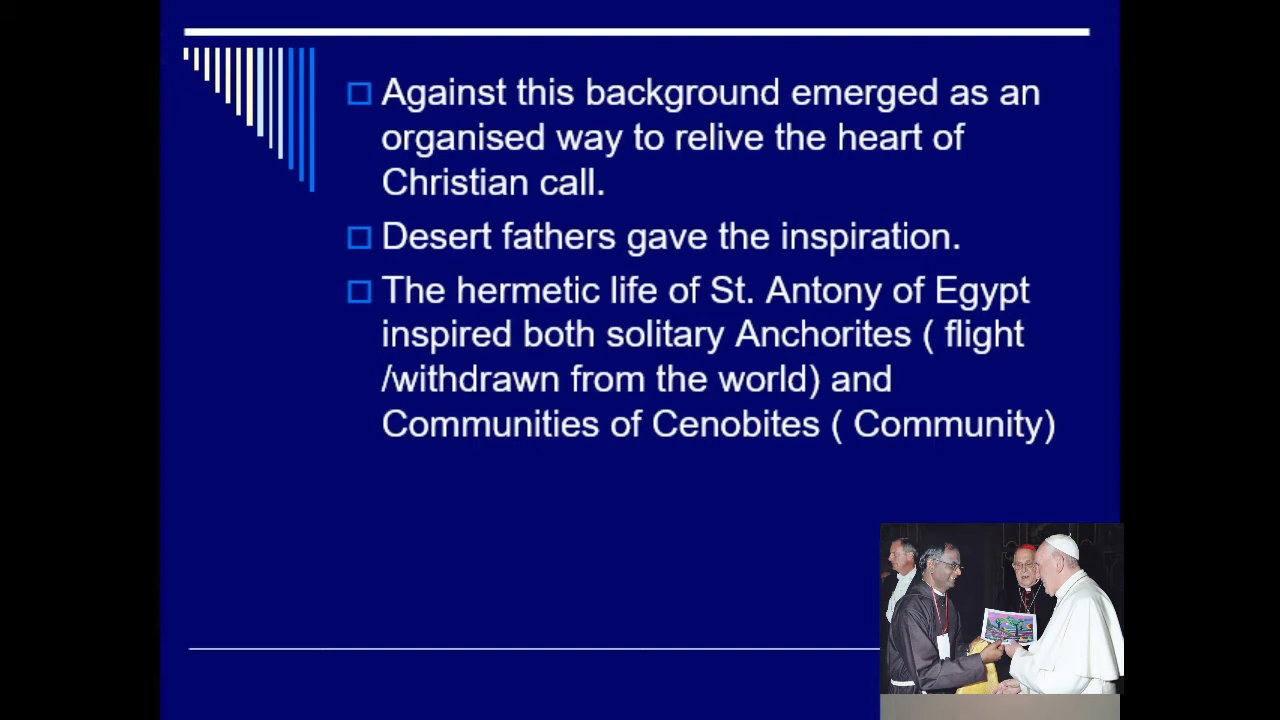 Against this background emerged as an
organised way to relive the heart of
Christian call.
Desert fathers gave the inspiration.
The hermetic life of St. Antony of Egypt
inspired both solitary Anchorites ( flight
/withdrawn from the world) and
Communities of Cenobites ( Community)